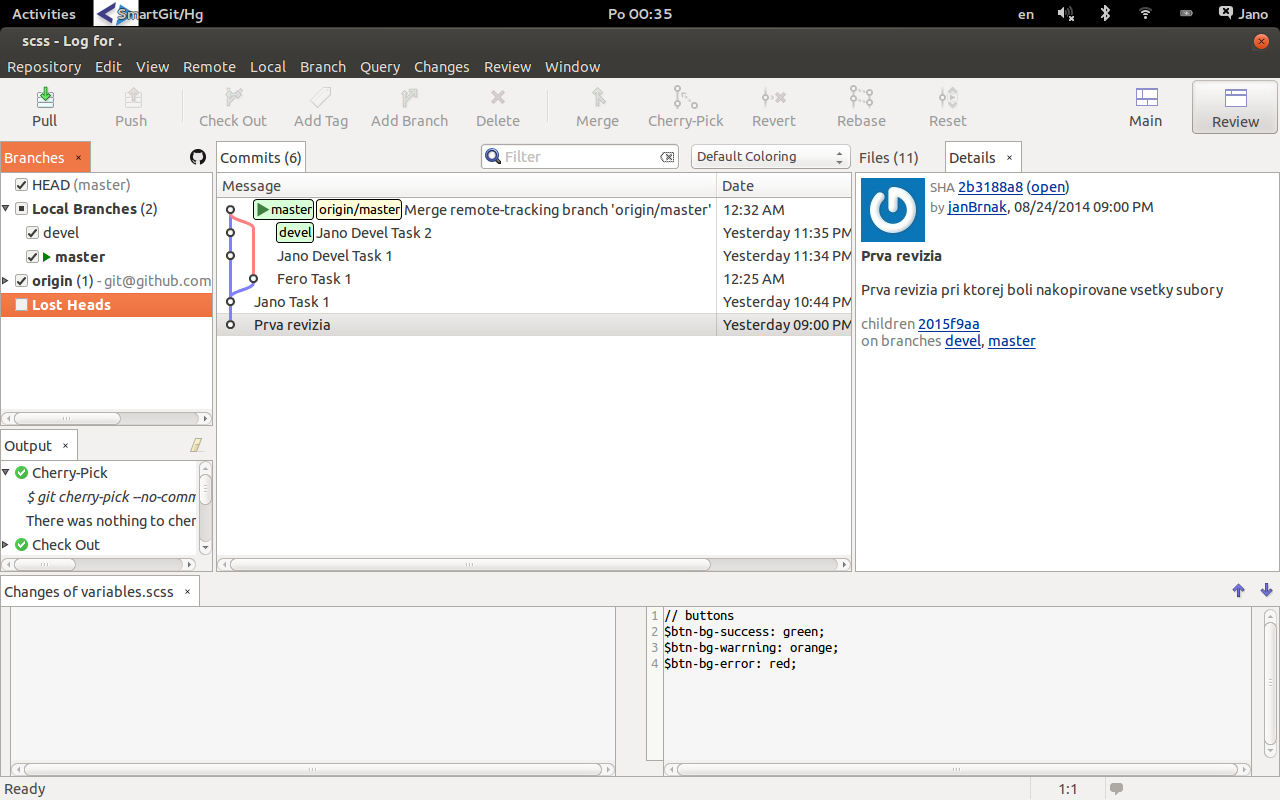 Activities SmartGit/Hg Po 00:35 en Jano
scss - Log for .
Repository Edit View Remote Local Branch Query Changes Review Window
Pull Push Check Out Add Tag Add Branch Delete Merge Cherry-Pick Revert Rebase Reset Main Review
Branches
HEAD (master)
Local Branches (2)
devel
master
origin (1) - git@github.com
Lost Heads
Commits (6) Filter Default Coloring
Message Date
master origin/master Merge remote-tracking branch 'origin/master' 12:32 AM
devel Jano Devel Task 2 Yesterday 11:35 PM
Jano Devel Task 1 Yesterday 11:34 PM
Fero Task 1 12:25 AM
Jano Task 1 Yesterday 10:44 PM
Prva revizia Yesterday 09:00 PM
Files (11) Details
SHA 2b3188a8 (open)
by janBrnak, 08/24/2014 09:00 PM
Prva revizia
Prva revizia pri ktorej boli nakopirovane vsetky subory
children 2015f9aa
on branches devel, master
Output
Cherry-Pick
$ git cherry-pick --no-comm
There was nothing to cher
Check Out
Changes of variables.scss
1 // buttons
2 $btn-bg-success: green;
3 $btn-bg-warrning: orange;
4 $btn-bg-error: red;
Ready 1:1